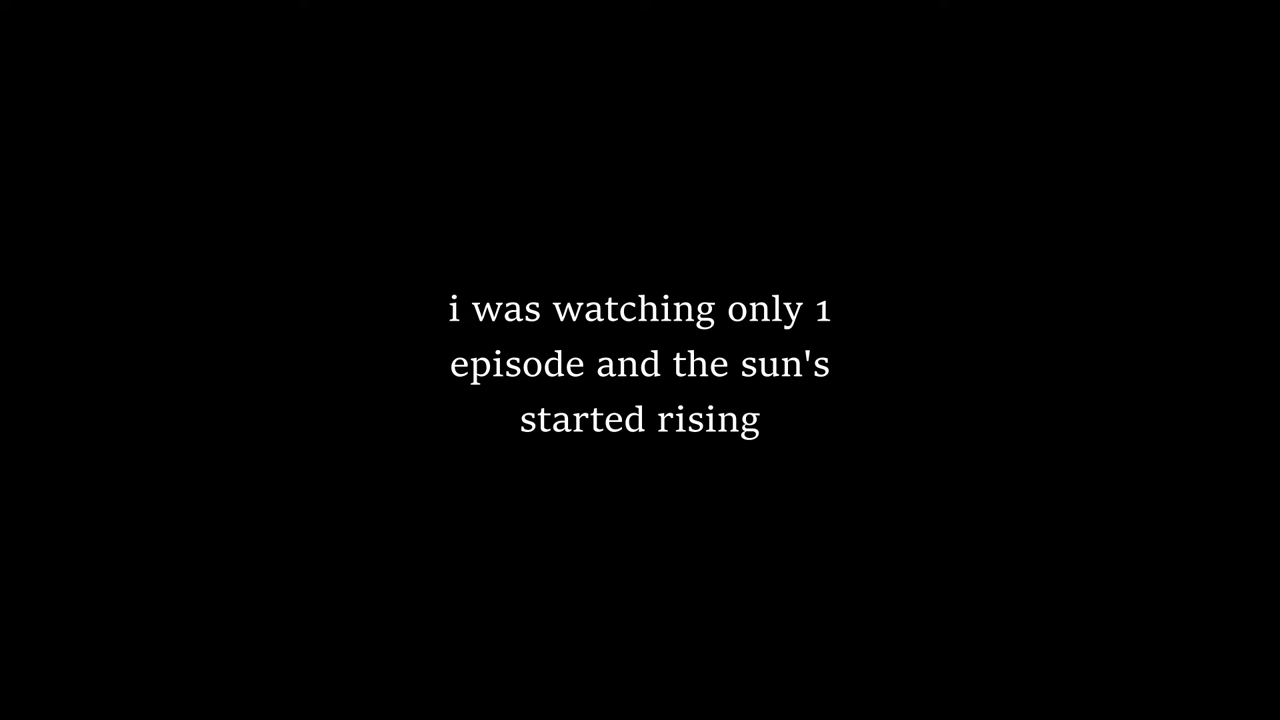 i was watching only 1
episode and the sun's
started rising